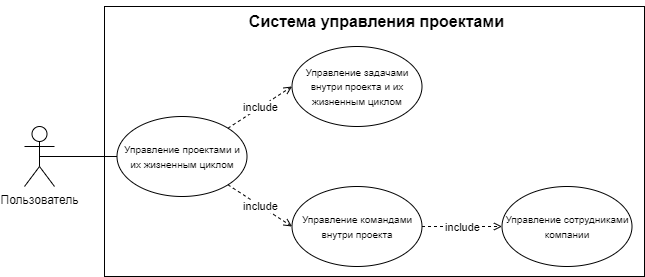 Система управления проектами
Управление задачами
внутри проекта и их
жизненным циклом
include
Управление проектами и
их жизненным циклом
Пользователь
include
Управление командами
внутри проекта
include
Управление сотрудниками
компании